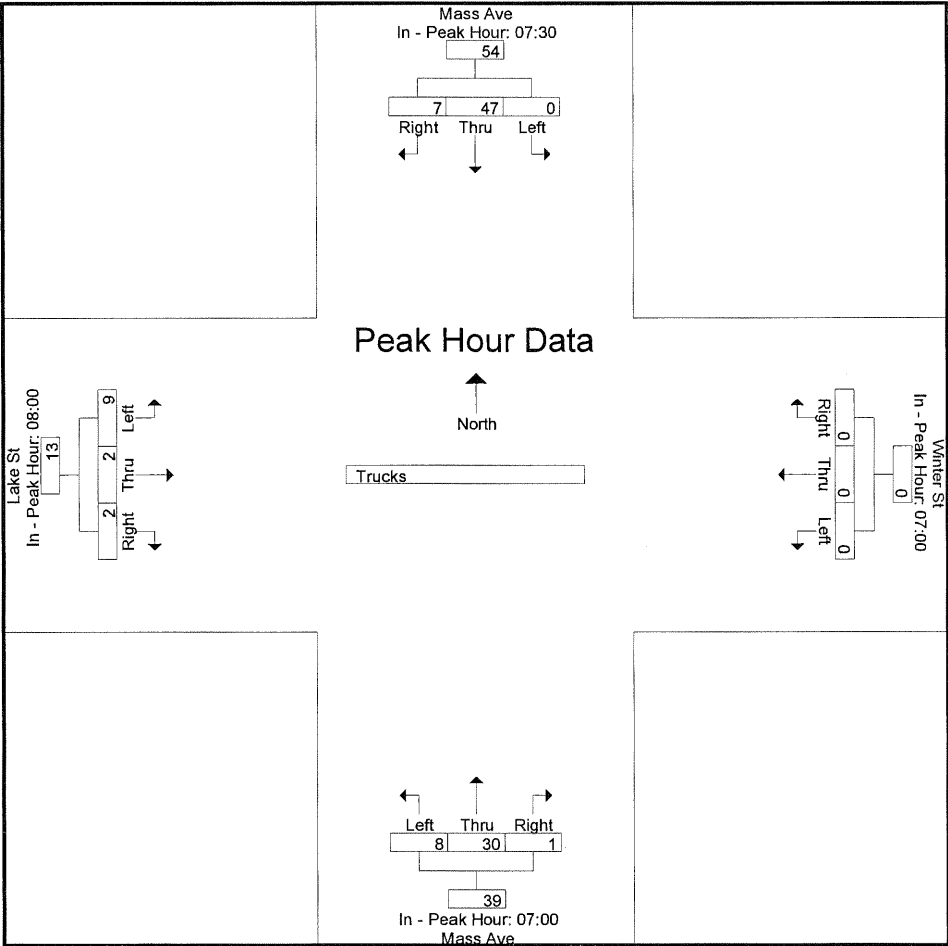 Mass Ave
In - Peak Hour: 07:30
54
7 47 0
Right Thru Left
Peak Hour Data
North
Trucks
Lake St
In - Peak Hour: 08:00
13
9 2 2
Left Thru Right
Winter St
In - Peak Hour: 07:00
0
0 0 0
Right Thru Left
Left Thru Right
8 30 1
39
In - Peak Hour: 07:00
Mass Ave